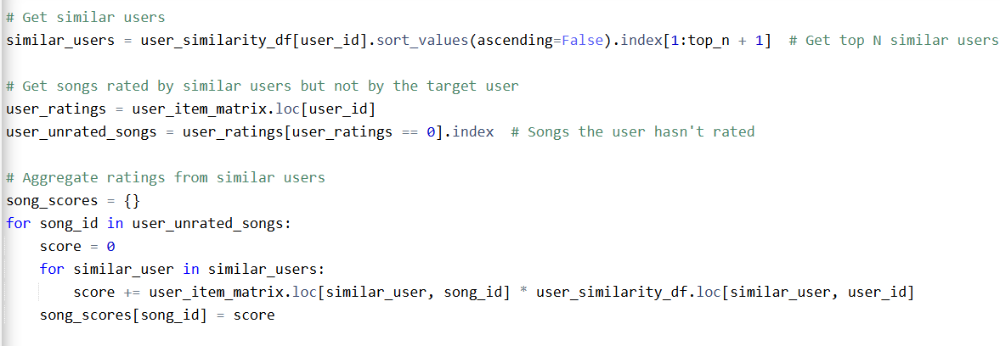 # Get similar users
similar_users = user_similarity_df[user_id].sort_values(ascending=False).index[1:top_n + 1]  # Get top N similar users

# Get songs rated by similar users but not by the target user
user_ratings = user_item_matrix.loc[user_id]
user_unrated_songs = user_ratings[user_ratings == 0].index  # Songs the user hasn't rated

# Aggregate ratings from similar users
song_scores = {}
for song_id in user_unrated_songs:
    score = 0
    for similar_user in similar_users:
        score += user_item_matrix.loc[similar_user, song_id] * user_similarity_df.loc[similar_user, user_id]
    song_scores[song_id] = score